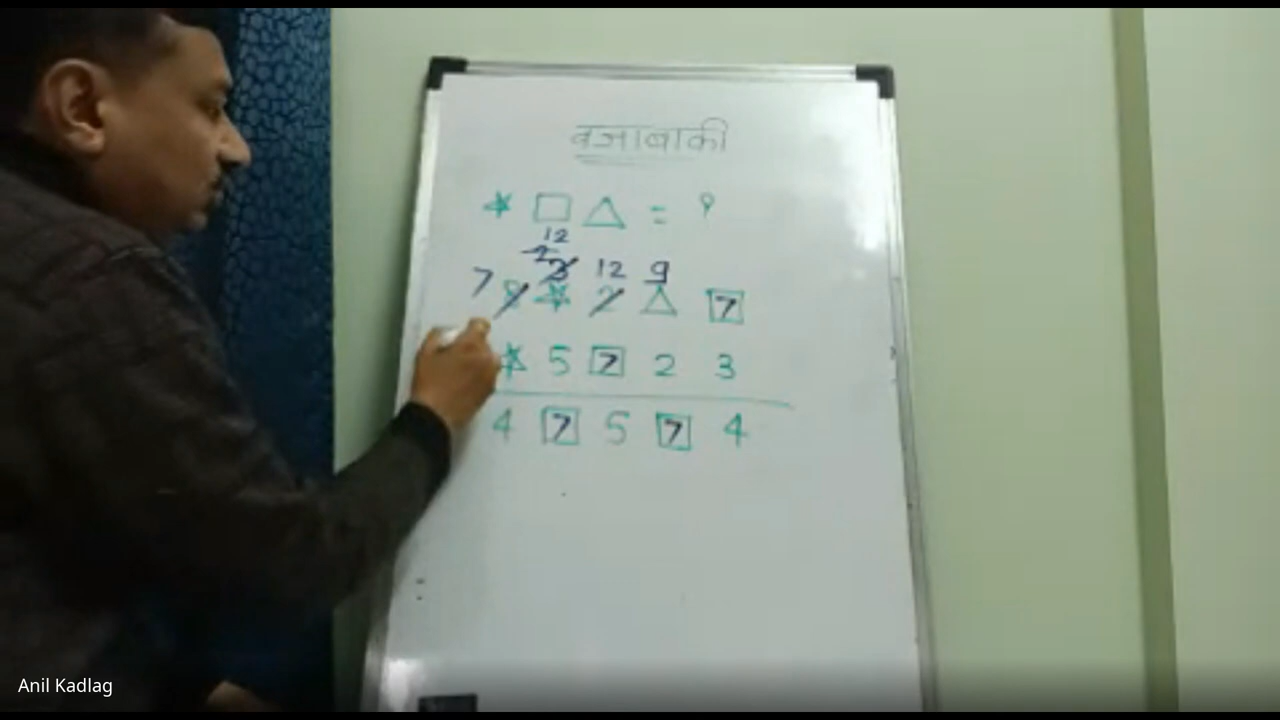 वजाबाकी
* □ △ = ?
12
2 3 12 9
7 8 * 2 △ 7
* 5 7 2 3
4 7 5 7 4
Anil Kadlag